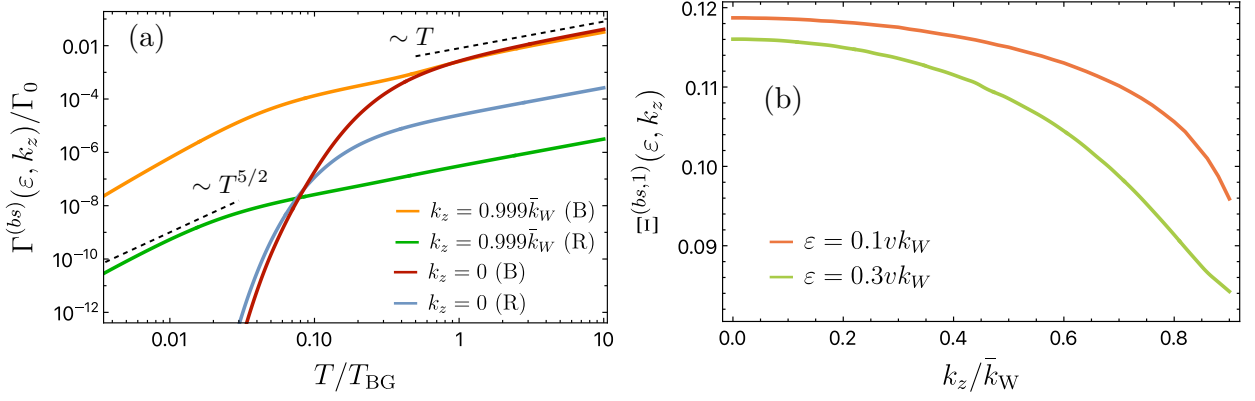 (a)
0.01
10⁻⁴
10⁻⁶
10⁻⁸
10⁻¹⁰
10⁻¹²
Γ^(bs)(ε, k_z)/Γ₀
∼ T
∼ T^5/2
k_z = 0.999k̄_W (B)
k_z = 0.999k̄_W (R)
k_z = 0 (B)
k_z = 0 (R)
0.01 0.10 1 10
T/T_BG
(b)
0.12
0.11
0.10
0.09
Ξ^(bs,1)(ε, k_z)
ε = 0.1vk_W
ε = 0.3vk_W
0.0 0.2 0.4 0.6 0.8
k_z/k̄_W